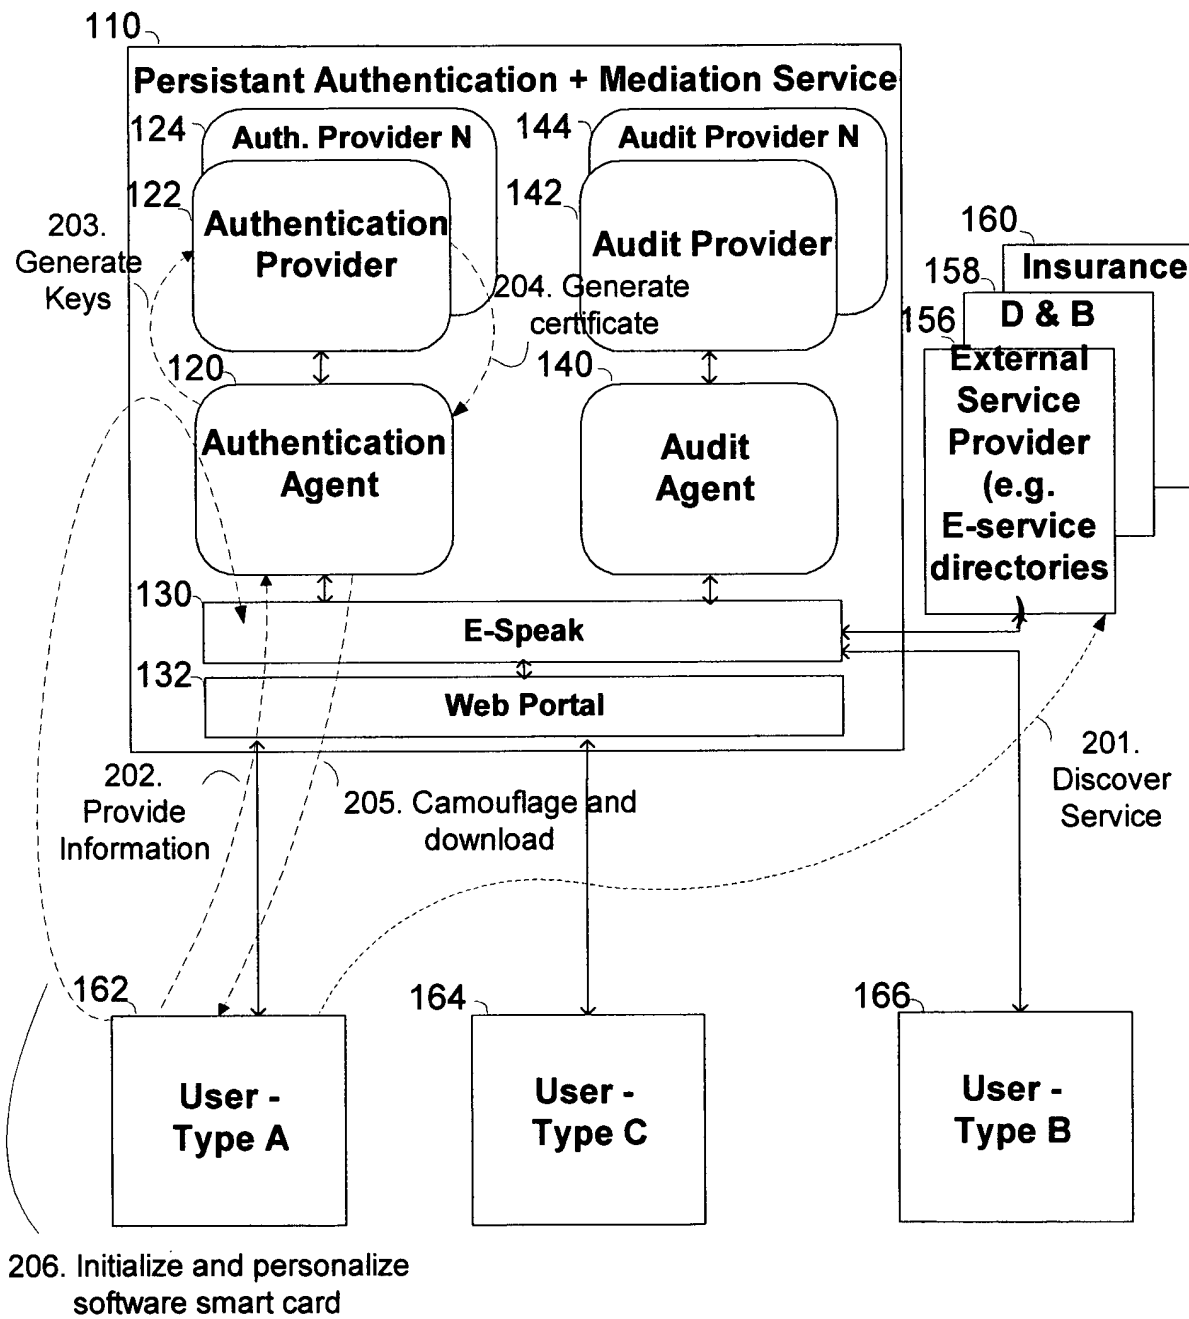 110
Persistant Authentication + Mediation Service
124
Auth. Provider N
144
Audit Provider N
122
Authentication
Provider
142
Audit Provider
203.
Generate
Keys
204. Generate
certificate
160
Insurance
158
D & B
156
External
Service
Provider
(e.g.
E-service
directories
)
120
Authentication
Agent
140
Audit
Agent
130
E-Speak
132
Web Portal
202.
Provide
Information
205. Camouflage and
download
201.
Discover
Service
162
User -
Type A
164
User -
Type C
166
User -
Type B
206. Initialize and personalize
software smart card